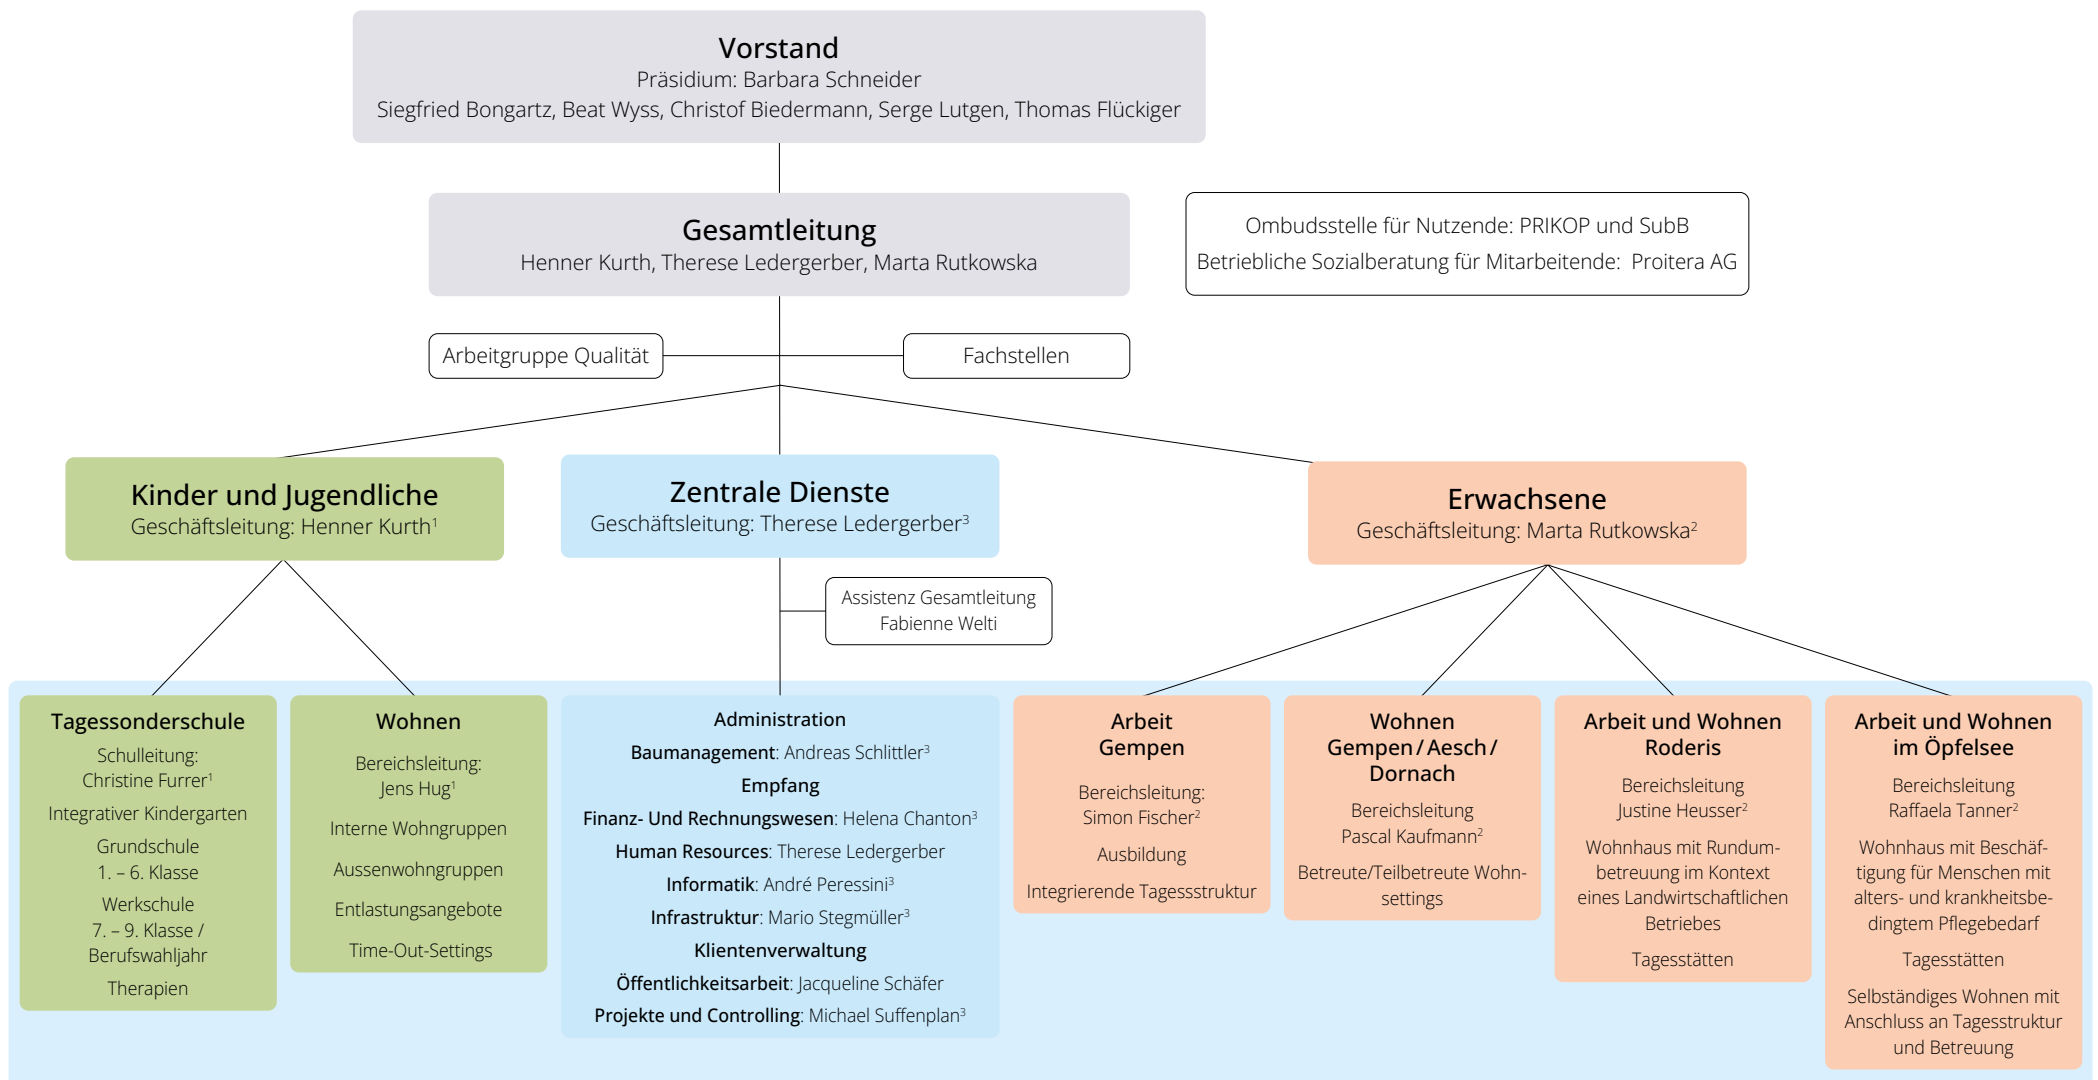 Vorstand
Präsidium: Barbara Schneider
Siegfried Bongartz, Beat Wyss, Christof Biedermann, Serge Lutgen, Thomas Flückiger
Gesamtleitung
Henner Kurth, Therese Ledergerber, Marta Rutkowska
Ombudsstelle für Nutzende: PRIKOP und SubB
Betriebliche Sozialberatung für Mitarbeitende: Proitera AG
Arbeitgruppe Qualität
Fachstellen
Kinder und Jugendliche
Geschäftsleitung: Henner Kurth¹
Zentrale Dienste
Geschäftsleitung: Therese Ledergerber³
Erwachsene
Geschäftsleitung: Marta Rutkowska²
Assistenz Gesamtleitung
Fabienne Welti
Tagessonderschule
Schulleitung:
Christine Furrer¹
Integrativer Kindergarten
Grundschule
1. – 6. Klasse
Werkschule
7. – 9. Klasse /
Berufswahljahr
Therapien
Wohnen
Bereichsleitung:
Jens Hug¹
Interne Wohngruppen
Aussenwohngruppen
Entlastungsangebote
Time-Out-Settings
Administration
Baumanagement: Andreas Schlittler³
Empfang
Finanz- Und Rechnungswesen: Helena Chanton³
Human Resources: Therese Ledergerber
Informatik: André Peressini³
Infrastruktur: Mario Stegmüller³
Klientenverwaltung
Öffentlichkeitsarbeit: Jacqueline Schäfer
Projekte und Controlling: Michael Suffenplan³
Arbeit
Gempen
Bereichsleitung:
Simon Fischer²
Ausbildung
Integrierende Tagessstruktur
Wohnen
Gempen / Aesch /
Dornach
Bereichsleitung
Pascal Kaufmann²
Betreute/Teilbetreute Wohn-
settings
Arbeit und Wohnen
Roderis
Bereichsleitung
Justine Heusser²
Wohnhaus mit Rundum-
betreuung im Kontext
eines Landwirtschaftlichen
Betriebes
Tagesstätten
Arbeit und Wohnen
im Öpfelsee
Bereichsleitung
Raffaela Tanner²
Wohnhaus mit Beschäf-
tigung für Menschen mit
alters- und krankheitsbe-
dingtem Pflegebedarf
Tagesstätten
Selbständiges Wohnen mit
Anschluss an Tagesstruktur
und Betreuung